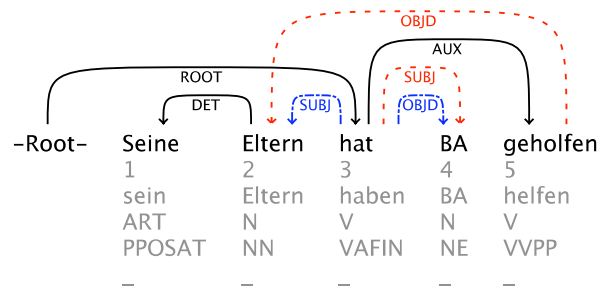 OBJD
AUX
ROOT SUBJ
DET SUBJ OBJD
-Root- Seine Eltern hat BA geholfen
1 2 3 4 5
sein Eltern haben BA helfen
ART N V N V
PPOSAT NN VAFIN NE VVPP
_ _ _ _ _